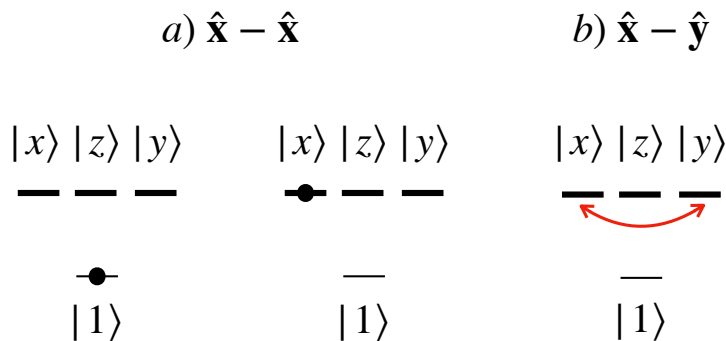 a) x̂ − x̂
b) x̂ − ŷ
|x⟩ |z⟩ |y⟩
|x⟩ |z⟩ |y⟩
|x⟩ |z⟩ |y⟩
|1⟩
|1⟩
|1⟩